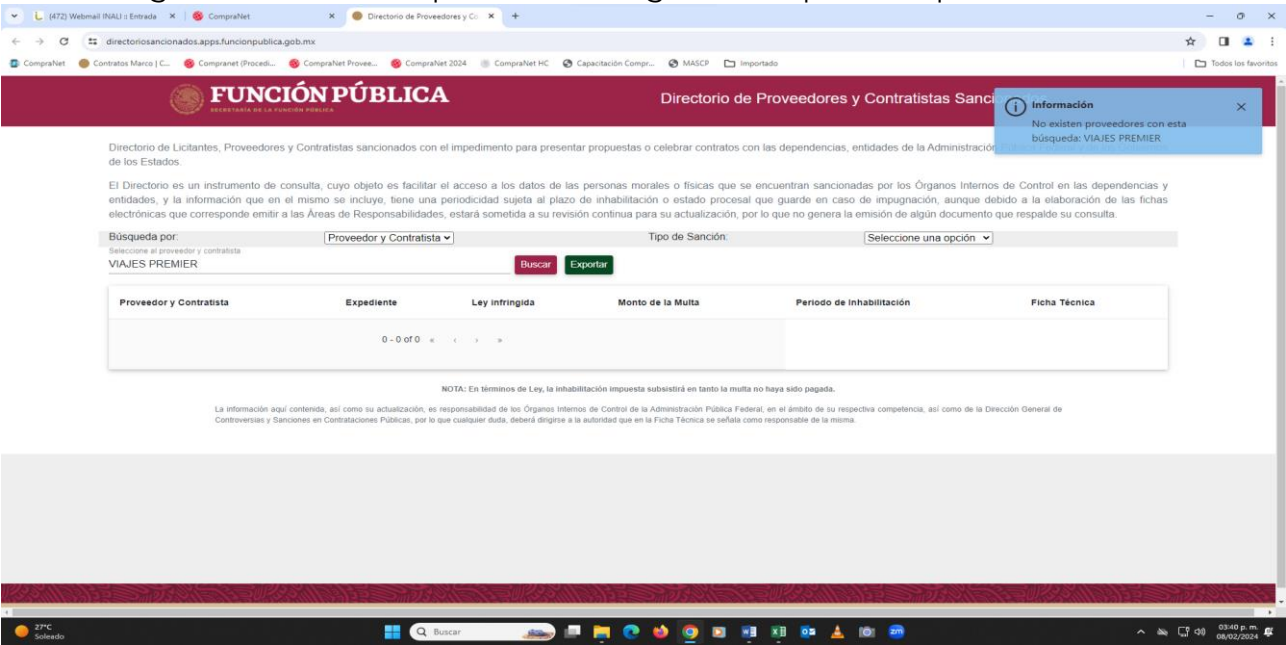 (472) Webmail INALI :: Entrada
CompraNet
Directorio de Proveedores y Co
directoriosancionados.apps.funcionpublica.gob.mx
CompraNet
Contratos Marco | C...
Compranet (Procedi...
CompraNet Provee...
CompraNet 2024
CompraNet HC
Capacitación Compr...
MASCP
Importado
Todos los favoritos
FUNCIÓN PÚBLICA
SECRETARÍA DE LA FUNCIÓN PÚBLICA
Directorio de Proveedores y Contratistas Sanci
Información
No existen proveedores con esta
búsqueda: VIAJES PREMIER
Directorio de Licitantes, Proveedores y Contratistas sancionados con el impedimento para presentar propuestas o celebrar contratos con las dependencias, entidades de la Administración
de los Estados.
El Directorio es un instrumento de consulta, cuyo objeto es facilitar el acceso a los datos de las personas morales o físicas que se encuentran sancionadas por los Órganos Internos de Control en las dependencias y
entidades, y la información que en el mismo se incluye, tiene una periodicidad sujeta al plazo de inhabilitación o estado procesal que guarde en caso de impugnación, aunque debido a la elaboración de las fichas
electrónicas que corresponde emitir a las Áreas de Responsabilidades, estará sometida a su revisión continua para su actualización, por lo que no genera la emisión de algún documento que respalde su consulta.
Búsqueda por: Proveedor y Contratista Tipo de Sanción: Seleccione una opción
Seleccione al proveedor y contratista
VIAJES PREMIER Buscar Exportar
Proveedor y Contratista Expediente Ley infringida Monto de la Multa Periodo de Inhabilitación Ficha Técnica
0 - 0 of 0 « ‹ › »
NOTA: En términos de Ley, la inhabilitación impuesta subsistirá en tanto la multa no haya sido pagada.
La información aquí contenida, así como su actualización, es responsabilidad de los Órganos Internos de Control de la Administración Pública Federal, en el ámbito de su respectiva competencia, así como de la Dirección General de
Controversias y Sanciones en Contrataciones Públicas, por lo que cualquier duda, deberá dirigirse a la autoridad que en la Ficha Técnica se señala como responsable de la misma.
27°C
Soleado
Buscar
03:40 p. m.
08/02/2024